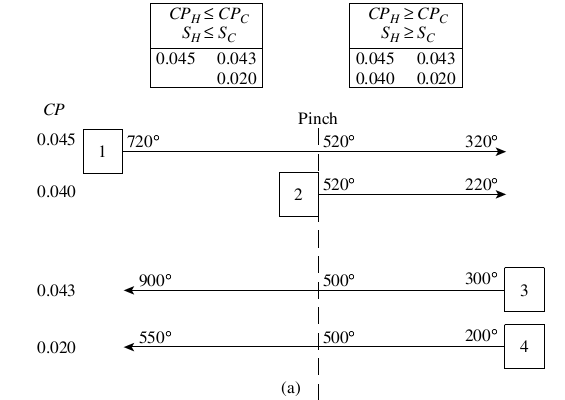 CP_H ≤ CP_C
S_H ≤ S_C
0.045 0.043
0.020
CP_H ≥ CP_C
S_H ≥ S_C
0.045 0.043
0.040 0.020
CP
Pinch
0.045 1 720° 520° 320°
0.040 2 520° 220°
0.043 900° 500° 300° 3
0.020 550° 500° 200° 4
(a)